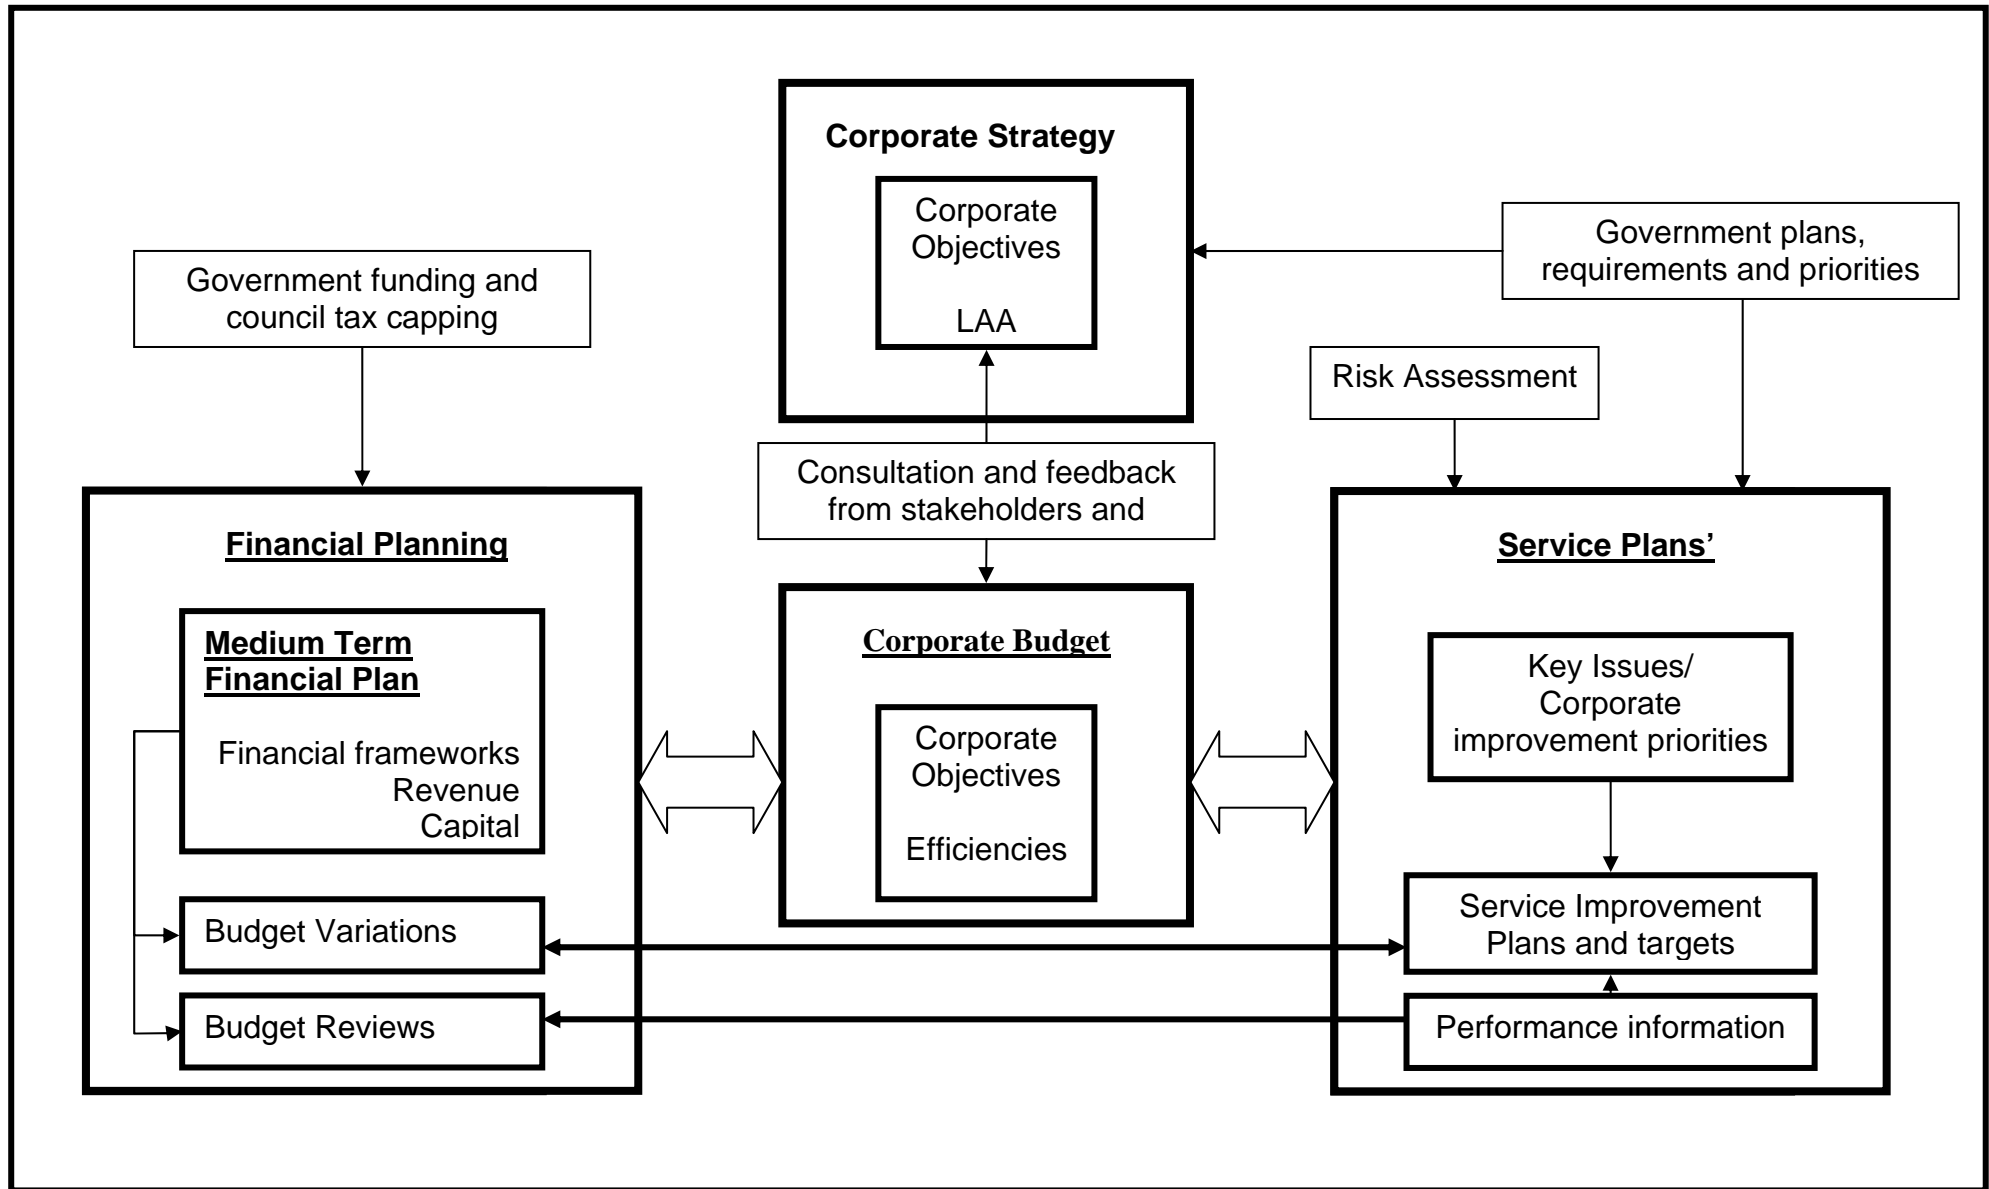 Corporate Strategy
Corporate
Objectives
LAA
Government plans,
requirements and priorities
Government funding and
council tax capping
Risk Assessment
Consultation and feedback
from stakeholders and
Financial Planning
Medium Term
Financial Plan
Financial frameworks
Revenue
Capital
Budget Variations
Budget Reviews
Corporate Budget
Corporate
Objectives
Efficiencies
Service Plans’
Key Issues/
Corporate
improvement priorities
Service Improvement
Plans and targets
Performance information